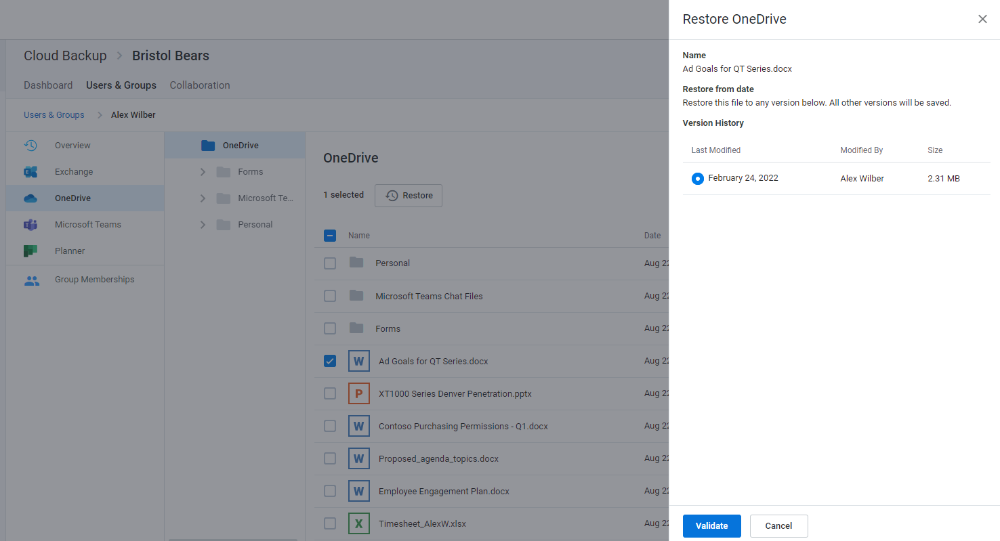 Cloud Backup > Bristol Bears
Dashboard Users & Groups Collaboration
Users & Groups > Alex Wilber
Overview
Exchange
OneDrive
Microsoft Teams
Planner
Group Memberships
OneDrive
Forms
Microsoft Te...
Personal
OneDrive
1 selected Restore
Name Date
Personal Aug 22
Microsoft Teams Chat Files Aug 22
Forms Aug 22
W Ad Goals for QT Series.docx Aug 22
P XT1000 Series Denver Penetration.pptx Aug 22
W Contoso Purchasing Permissions - Q1.docx Aug 22
W Proposed_agenda_topics.docx Aug 22
W Employee Engagement Plan.docx Aug 22
X Timesheet_AlexW.xlsx Aug 22
Restore OneDrive
Name
Ad Goals for QT Series.docx
Restore from date
Restore this file to any version below. All other versions will be saved.
Version History
Last Modified Modified By Size
February 24, 2022 Alex Wilber 2.31 MB
Validate Cancel